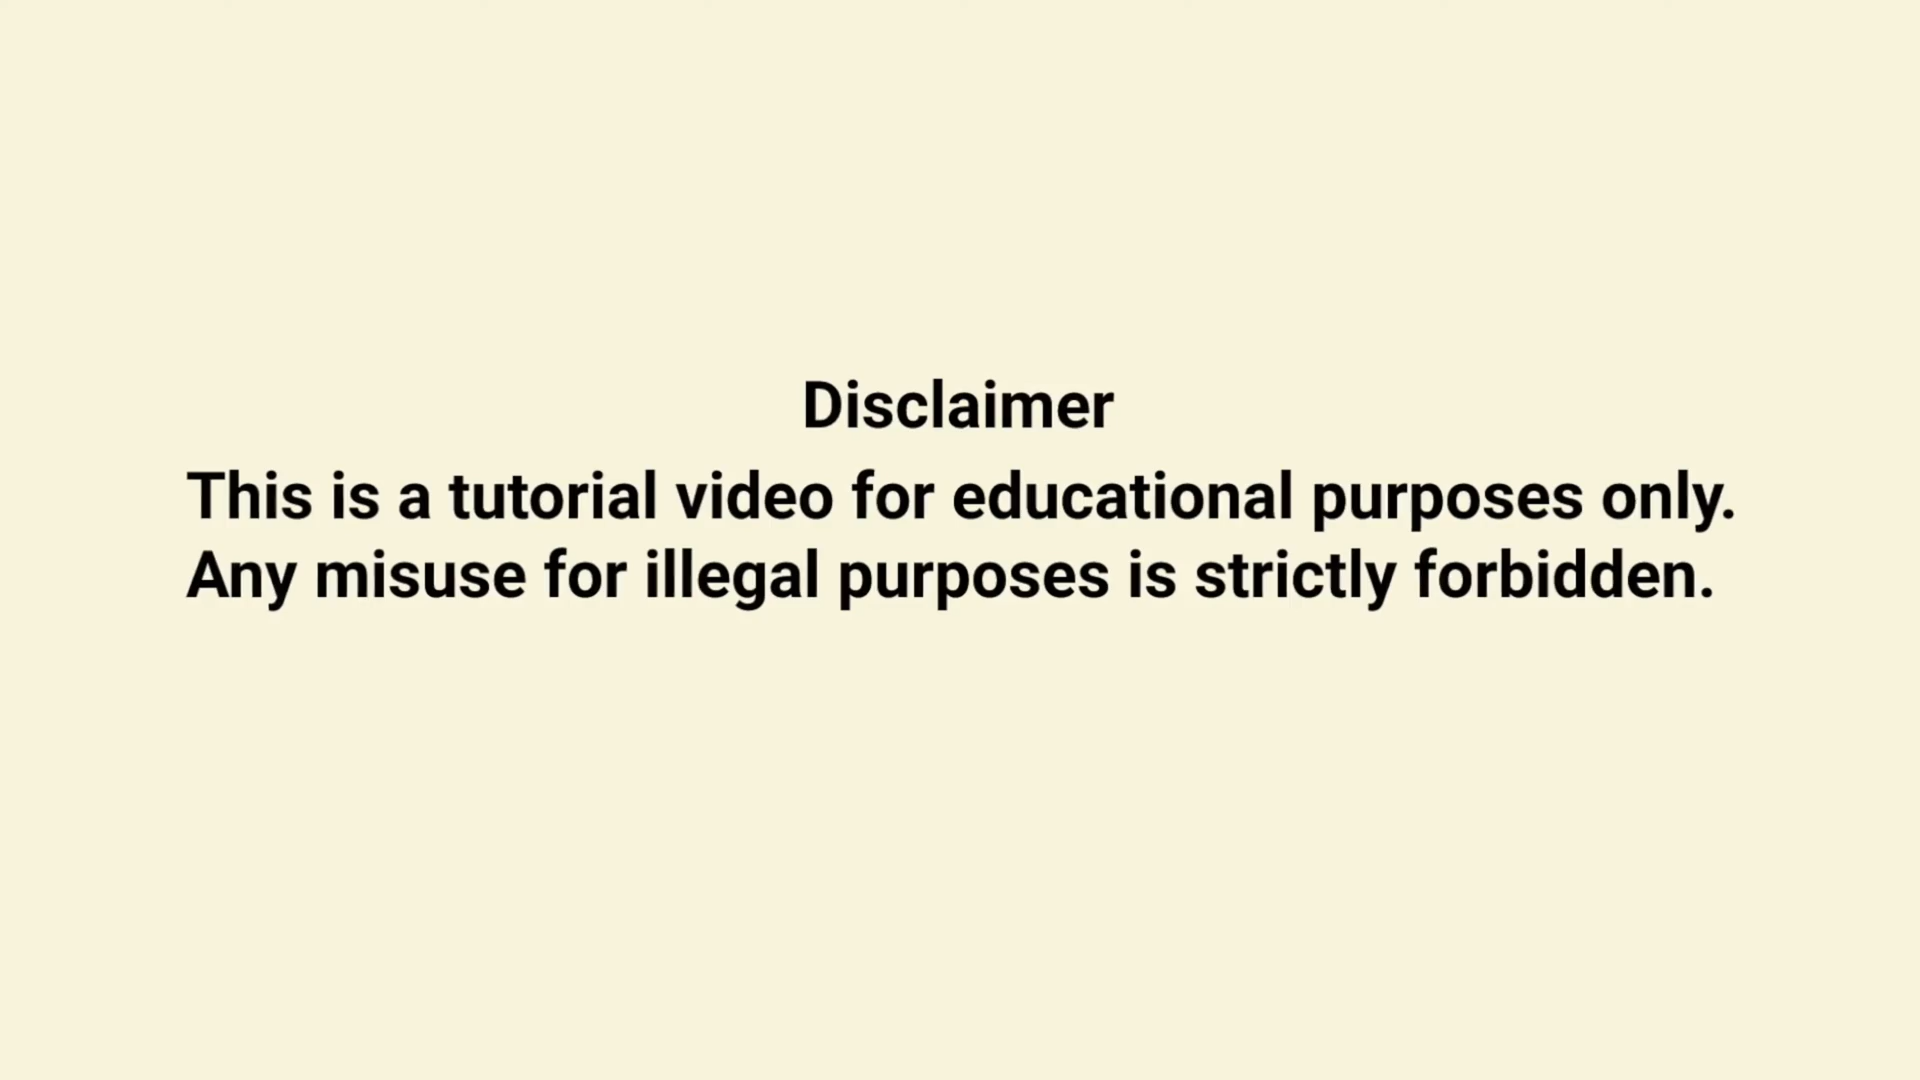 Disclaimer
This is a tutorial video for educational purposes only.
Any misuse for illegal purposes is strictly forbidden.